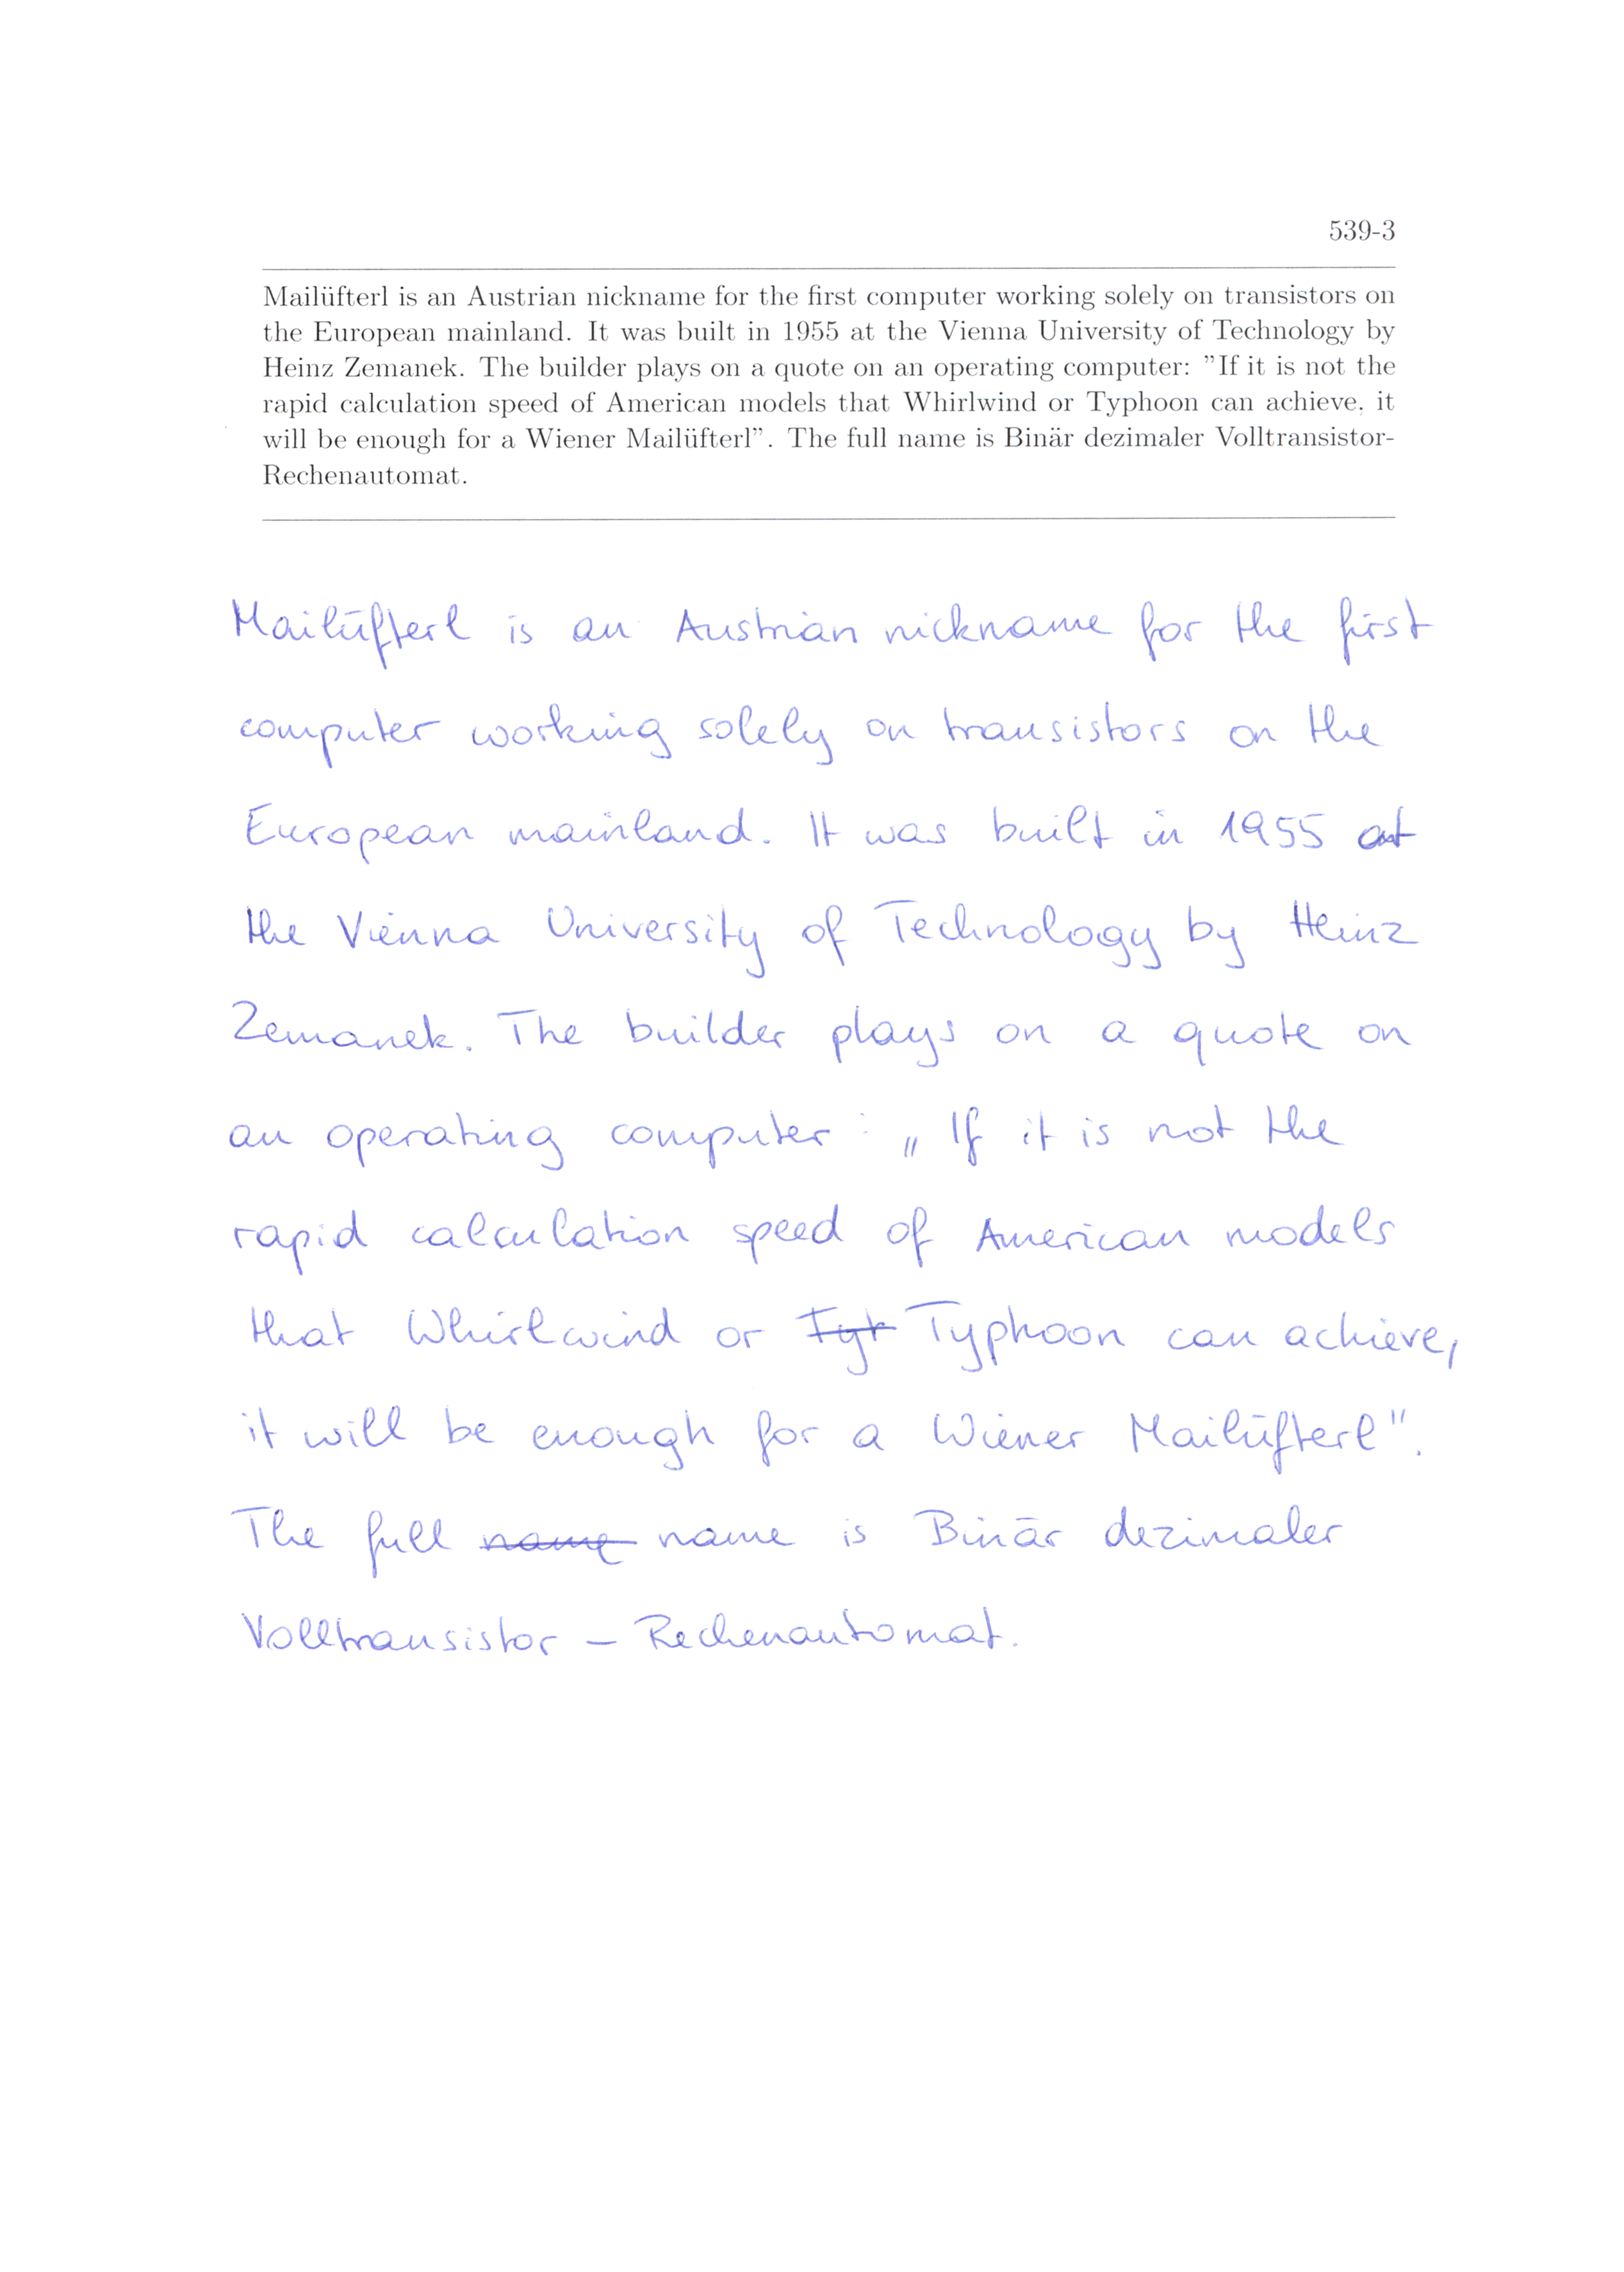 539-3
Mailüfterl is an Austrian nickname for the first computer working solely on transistors on
the European mainland. It was built in 1955 at the Vienna University of Technology by
Heinz Zemanek. The builder plays on a quote on an operating computer: ”If it is not the
rapid calculation speed of American models that Whirlwind or Typhoon can achieve, it
will be enough for a Wiener Mailüfterl”. The full name is Binär dezimaler Volltransistor-
Rechenautomat.
Mailüfterl is an Austrian nickname for the first
computer working solely on transistors on the
European mainland. It was built in 1955 at
the Vienna University of Technology by Heinz
Zemanek. The builder plays on a quote on
an operating computer : „If it is not the
rapid calculation speed of American models
that Whirlwind or Typhoon can achieve,
it will be enough for a Wiener Mailüfterl".
The full name name is Binär dezimaler
Volltransistor - Rechenautomat.